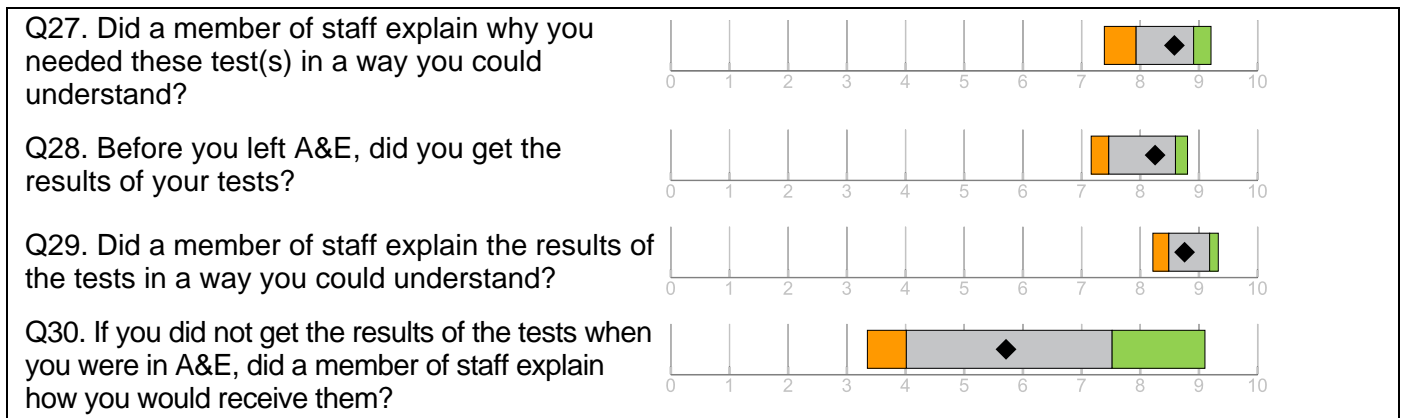 Q27. Did a member of staff explain why you
needed these test(s) in a way you could
understand?
0 1 2 3 4 5 6 7 8 9 10
Q28. Before you left A&E, did you get the
results of your tests?
0 1 2 3 4 5 6 7 8 9 10
Q29. Did a member of staff explain the results of
the tests in a way you could understand?
0 1 2 3 4 5 6 7 8 9 10
Q30. If you did not get the results of the tests when
you were in A&E, did a member of staff explain
how you would receive them?
0 1 2 3 4 5 6 7 8 9 10